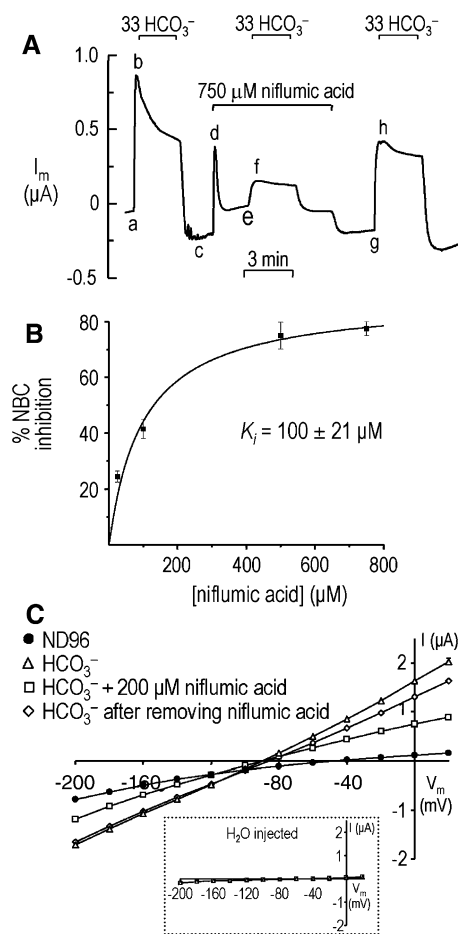 A
33 HCO₃⁻ 33 HCO₃⁻ 33 HCO₃⁻
1.0
0.5
0
-0.5
Iₘ
(µA)
750 µM niflumic acid
a
b
c
d
e
f
g
h
3 min
B
80
60
40
20
% NBC
inhibition
Kᵢ = 100 ± 21 µM
200 400 600 800
[niflumic acid] (µM)
C
ND96
HCO₃⁻
HCO₃⁻ + 200 µM niflumic acid
HCO₃⁻ after removing niflumic acid
I (µA)
2
1
-200 -160 -120 -80 -40
Vₘ
(mV)
-1
-2
H₂O injected
I (µA)
2
1
-200 -160 -120 -80 -40
Vₘ
(mV)
-1
-2